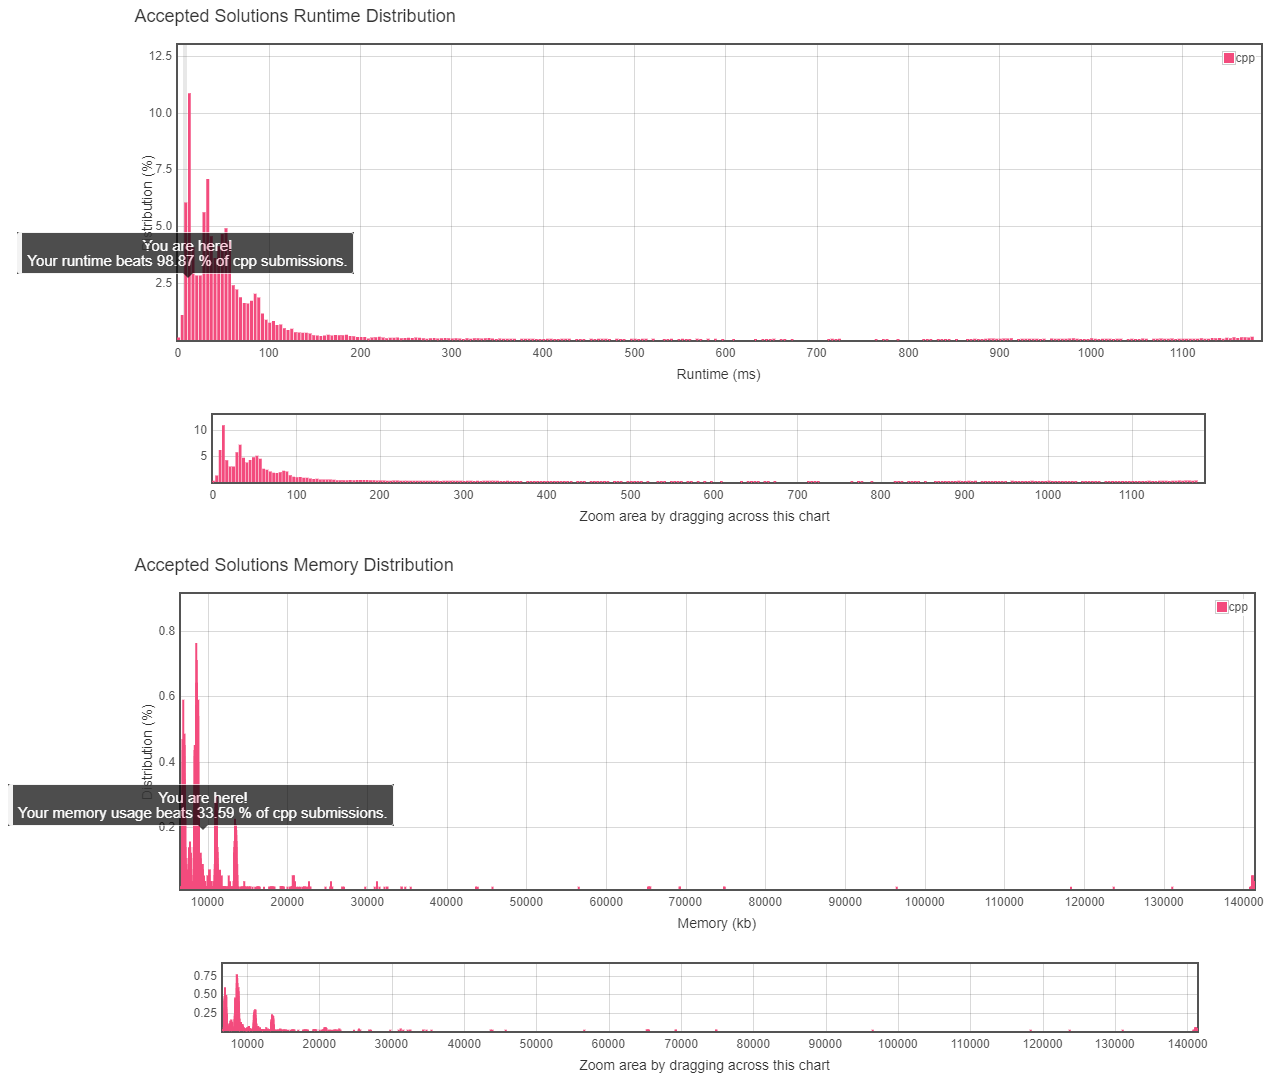 Accepted Solutions Runtime Distribution
12.5
cpp
10.0
7.5
Distribution (%)
5.0
You are here!
Your runtime beats 98.87 % of cpp submissions.
2.5
0 100 200 300 400 500 600 700 800 900 1000 1100
Runtime (ms)
10
5
0 100 200 300 400 500 600 700 800 900 1000 1100
Zoom area by dragging across this chart
Accepted Solutions Memory Distribution
cpp
0.8
0.6
Distribution (%)
0.4
You are here!
Your memory usage beats 33.59 % of cpp submissions.
0.2
10000 20000 30000 40000 50000 60000 70000 80000 90000 100000 110000 120000 130000 140000
Memory (kb)
0.75
0.50
0.25
10000 20000 30000 40000 50000 60000 70000 80000 90000 100000 110000 120000 130000 140000
Zoom area by dragging across this chart